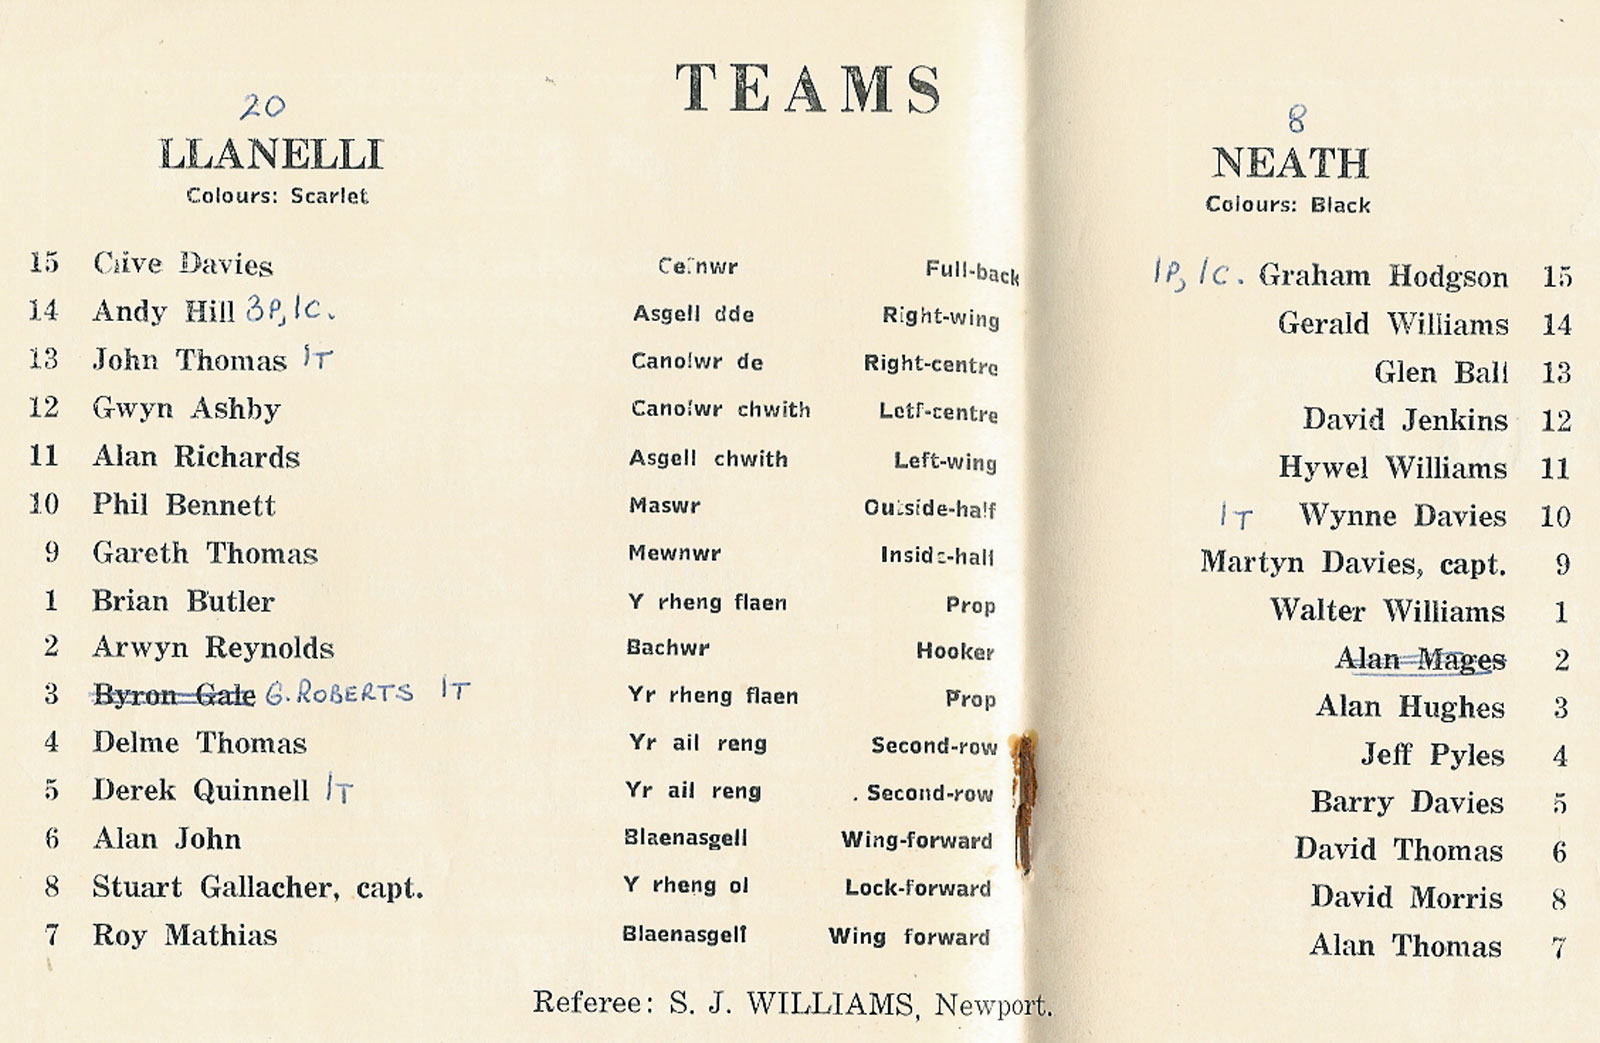 TEAMS
20
LLANELLI
Colours: Scarlet
8
NEATH
Colours: Black
15 Clive Davies Cefnwr Full-back 1P, 1C. Graham Hodgson 15
14 Andy Hill 3P, 1C. Asgell dde Right-wing Gerald Williams 14
13 John Thomas 1T Canolwr de Right-centre Glen Ball 13
12 Gwyn Ashby Canolwr chwith Letf-centre David Jenkins 12
11 Alan Richards Asgell chwith Left-wing Hywel Williams 11
10 Phil Bennett Maswr Outside-half 1T Wynne Davies 10
9 Gareth Thomas Mewnwr Inside-half Martyn Davies, capt. 9
1 Brian Butler Y rheng flaen Prop Walter Williams 1
2 Arwyn Reynolds Bachwr Hooker Alan Mages 2
3 Byron Gale G. ROBERTS 1T Yr rheng flaen Prop Alan Hughes 3
4 Delme Thomas Yr ail reng Second-row Jeff Pyles 4
5 Derek Quinnell 1T Yr ail reng . Second-row Barry Davies 5
6 Alan John Blaenasgell Wing-forward David Thomas 6
8 Stuart Gallacher, capt. Y rheng ol Lock-forward David Morris 8
7 Roy Mathias Blaenasgell Wing forward Alan Thomas 7
Referee: S. J. WILLIAMS, Newport.